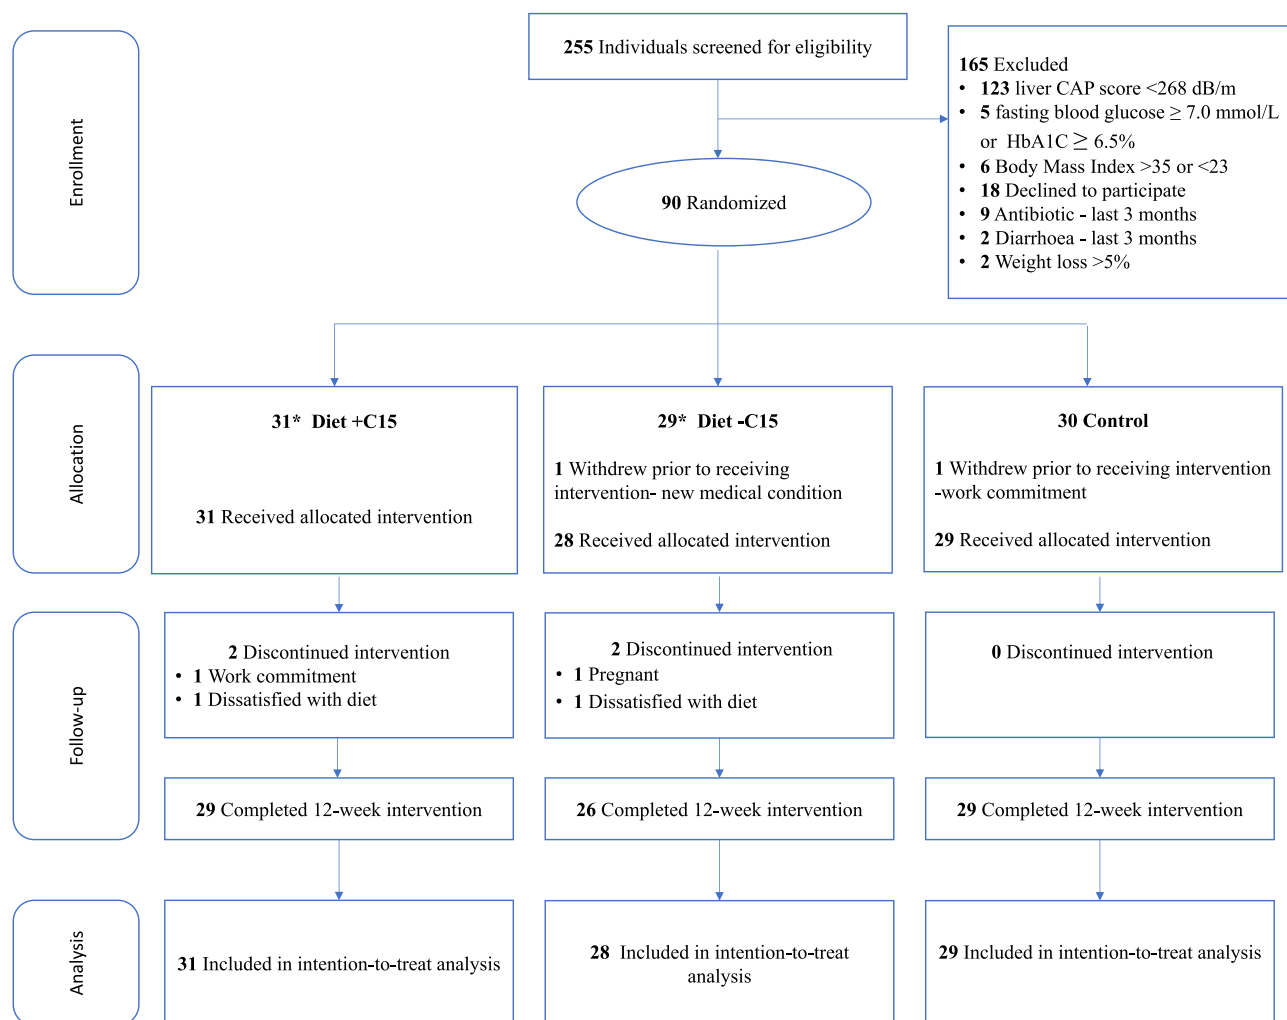 Enrollment
255 Individuals screened for eligibility
165 Excluded
• 123 liver CAP score <268 dB/m
• 5 fasting blood glucose ≥ 7.0 mmol/L
or HbA1C ≥ 6.5%
• 6 Body Mass Index >35 or <23
• 18 Declined to participate
• 9 Antibiotic - last 3 months
• 2 Diarrhoea - last 3 months
• 2 Weight loss >5%
90 Randomized
Allocation
31* Diet +C15
31 Received allocated intervention
29* Diet -C15
1 Withdrew prior to receiving
intervention- new medical condition
28 Received allocated intervention
30 Control
1 Withdrew prior to receiving intervention
-work commitment
29 Received allocated intervention
Follow-up
2 Discontinued intervention
• 1 Work commitment
• 1 Dissatisfied with diet
2 Discontinued intervention
• 1 Pregnant
• 1 Dissatisfied with diet
0 Discontinued intervention
29 Completed 12-week intervention
26 Completed 12-week intervention
29 Completed 12-week intervention
Analysis
31 Included in intention-to-treat analysis
28 Included in intention-to-treat
analysis
29 Included in intention-to-treat analysis